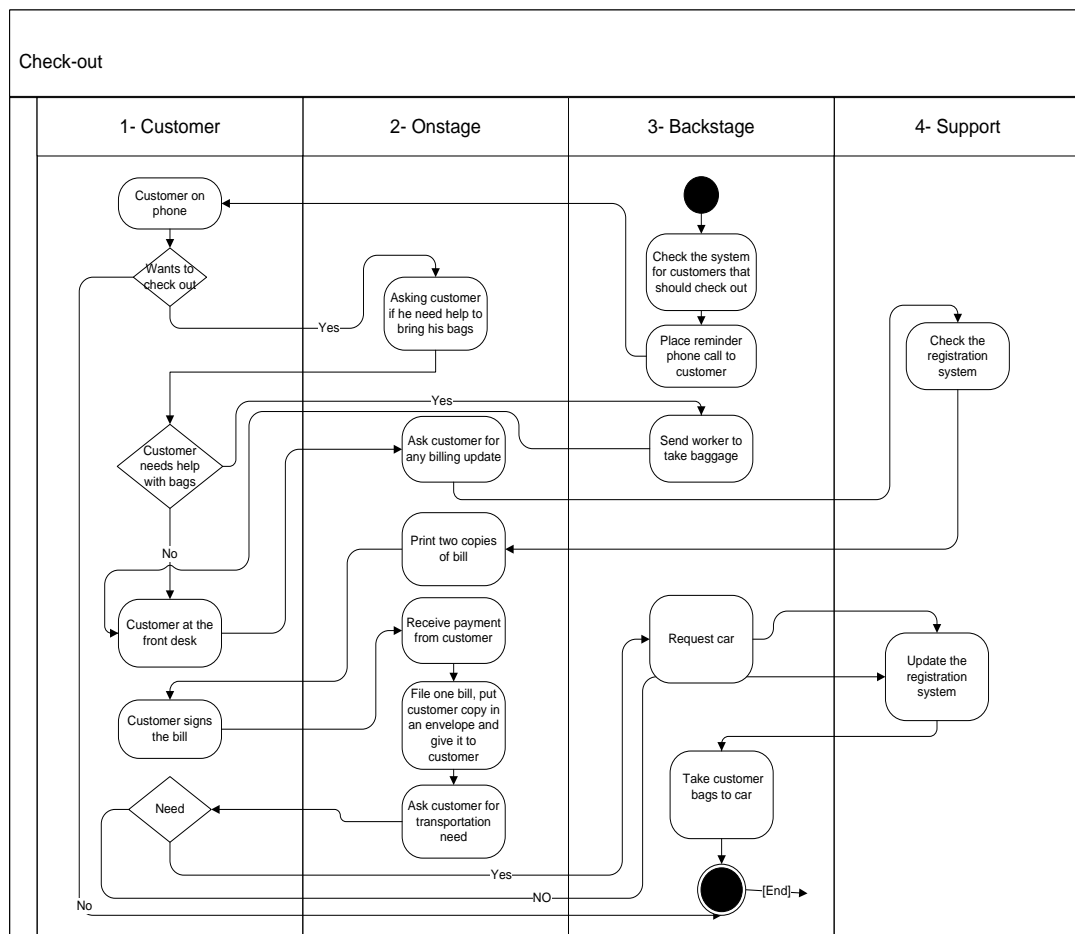 Check-out
1- Customer
2- Onstage
3- Backstage
4- Support
Customer on
phone
Wants to
check out
Yes
Asking customer
if he need help to
bring his bags
Check the system
for customers that
should check out
Place reminder
phone call to
customer
Check the
registration
system
Yes
Customer
needs help
with bags
Ask customer for
any billing update
Send worker to
take baggage
No
Print two copies
of bill
Customer at the
front desk
Receive payment
from customer
Request car
Update the
registration
system
Customer signs
the bill
File one bill, put
customer copy in
an envelope and
give it to
customer
Need
Ask customer for
transportation
need
Take customer
bags to car
Yes
NO
No
[End]